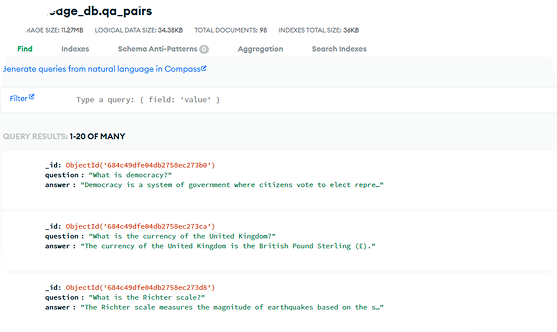 age_db.qa_pairs
AGE SIZE: 11.27MB LOGICAL DATA SIZE: 34.38KB TOTAL DOCUMENTS: 98 INDEXES TOTAL SIZE: 36KB
Find Indexes Schema Anti-Patterns 0 Aggregation Search Indexes
Generate queries from natural language in Compass
Filter Type a query: { field: 'value' }
QUERY RESULTS: 1-20 OF MANY
_id: ObjectId('684c49dfe04db2758ec273b0')
question : "What is democracy?"
answer : "Democracy is a system of government where citizens vote to elect repre…"
_id: ObjectId('684c49dfe04db2758ec273ca')
question : "What is the currency of the United Kingdom?"
answer : "The currency of the United Kingdom is the British Pound Sterling (£)."
_id: ObjectId('684c49dfe04db2758ec273d8')
question : "What is the Richter scale?"
answer : "The Richter scale measures the magnitude of earthquakes based on the s…"